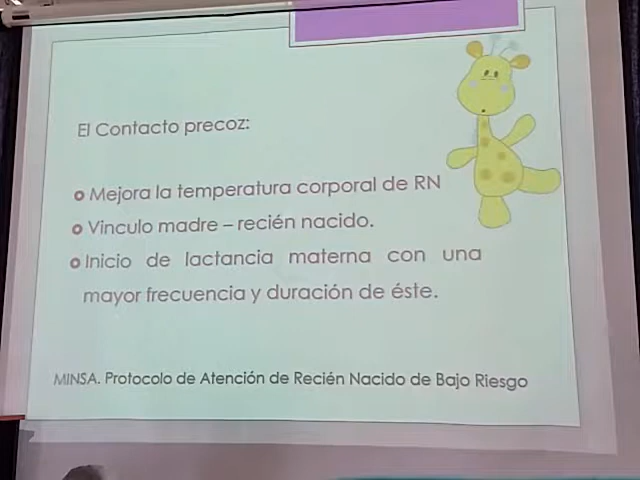 El Contacto precoz:
Mejora la temperatura corporal de RN
Vinculo madre – recién nacido.
Inicio de lactancia materna con una
mayor frecuencia y duración de éste.
MINSA. Protocolo de Atención de Recién Nacido de Bajo Riesgo